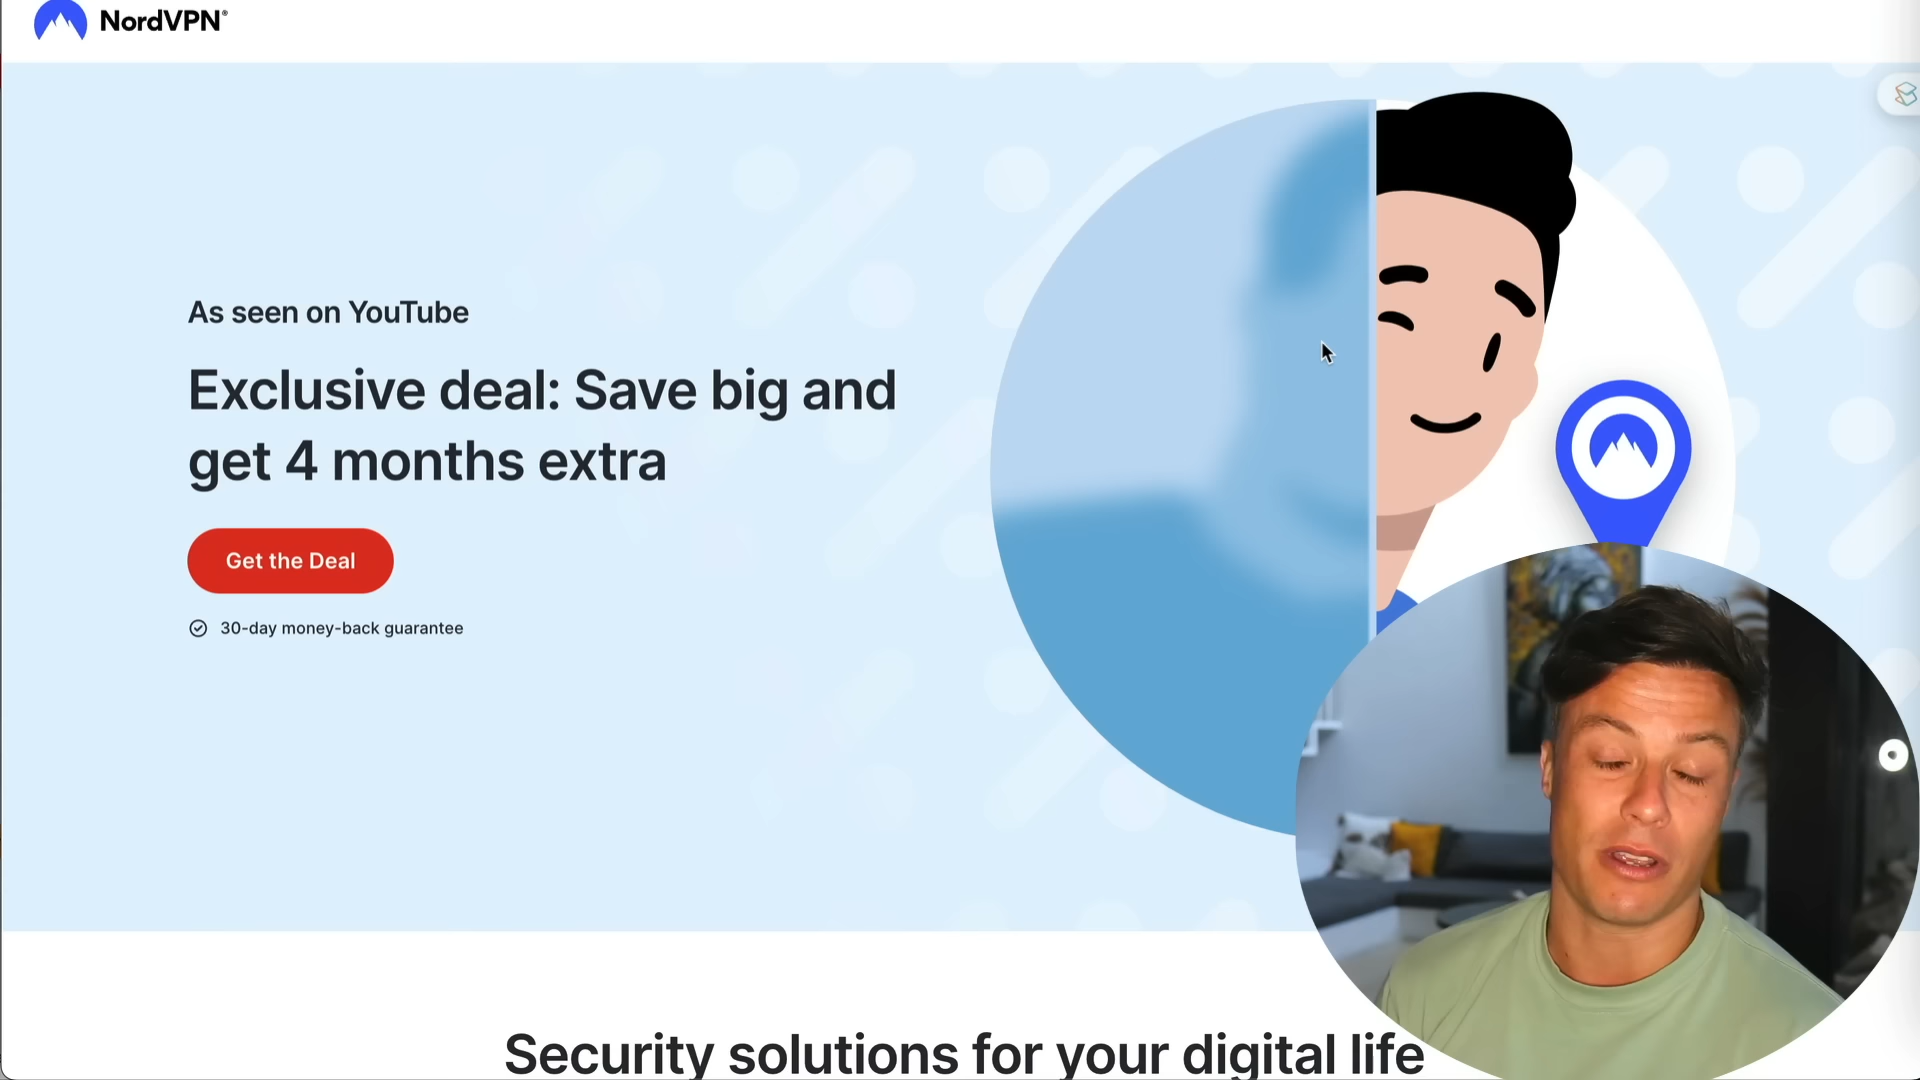 NordVPN®
As seen on YouTube
Exclusive deal: Save big and
get 4 months extra
Get the Deal
30-day money-back guarantee
Security solutions for your digital life